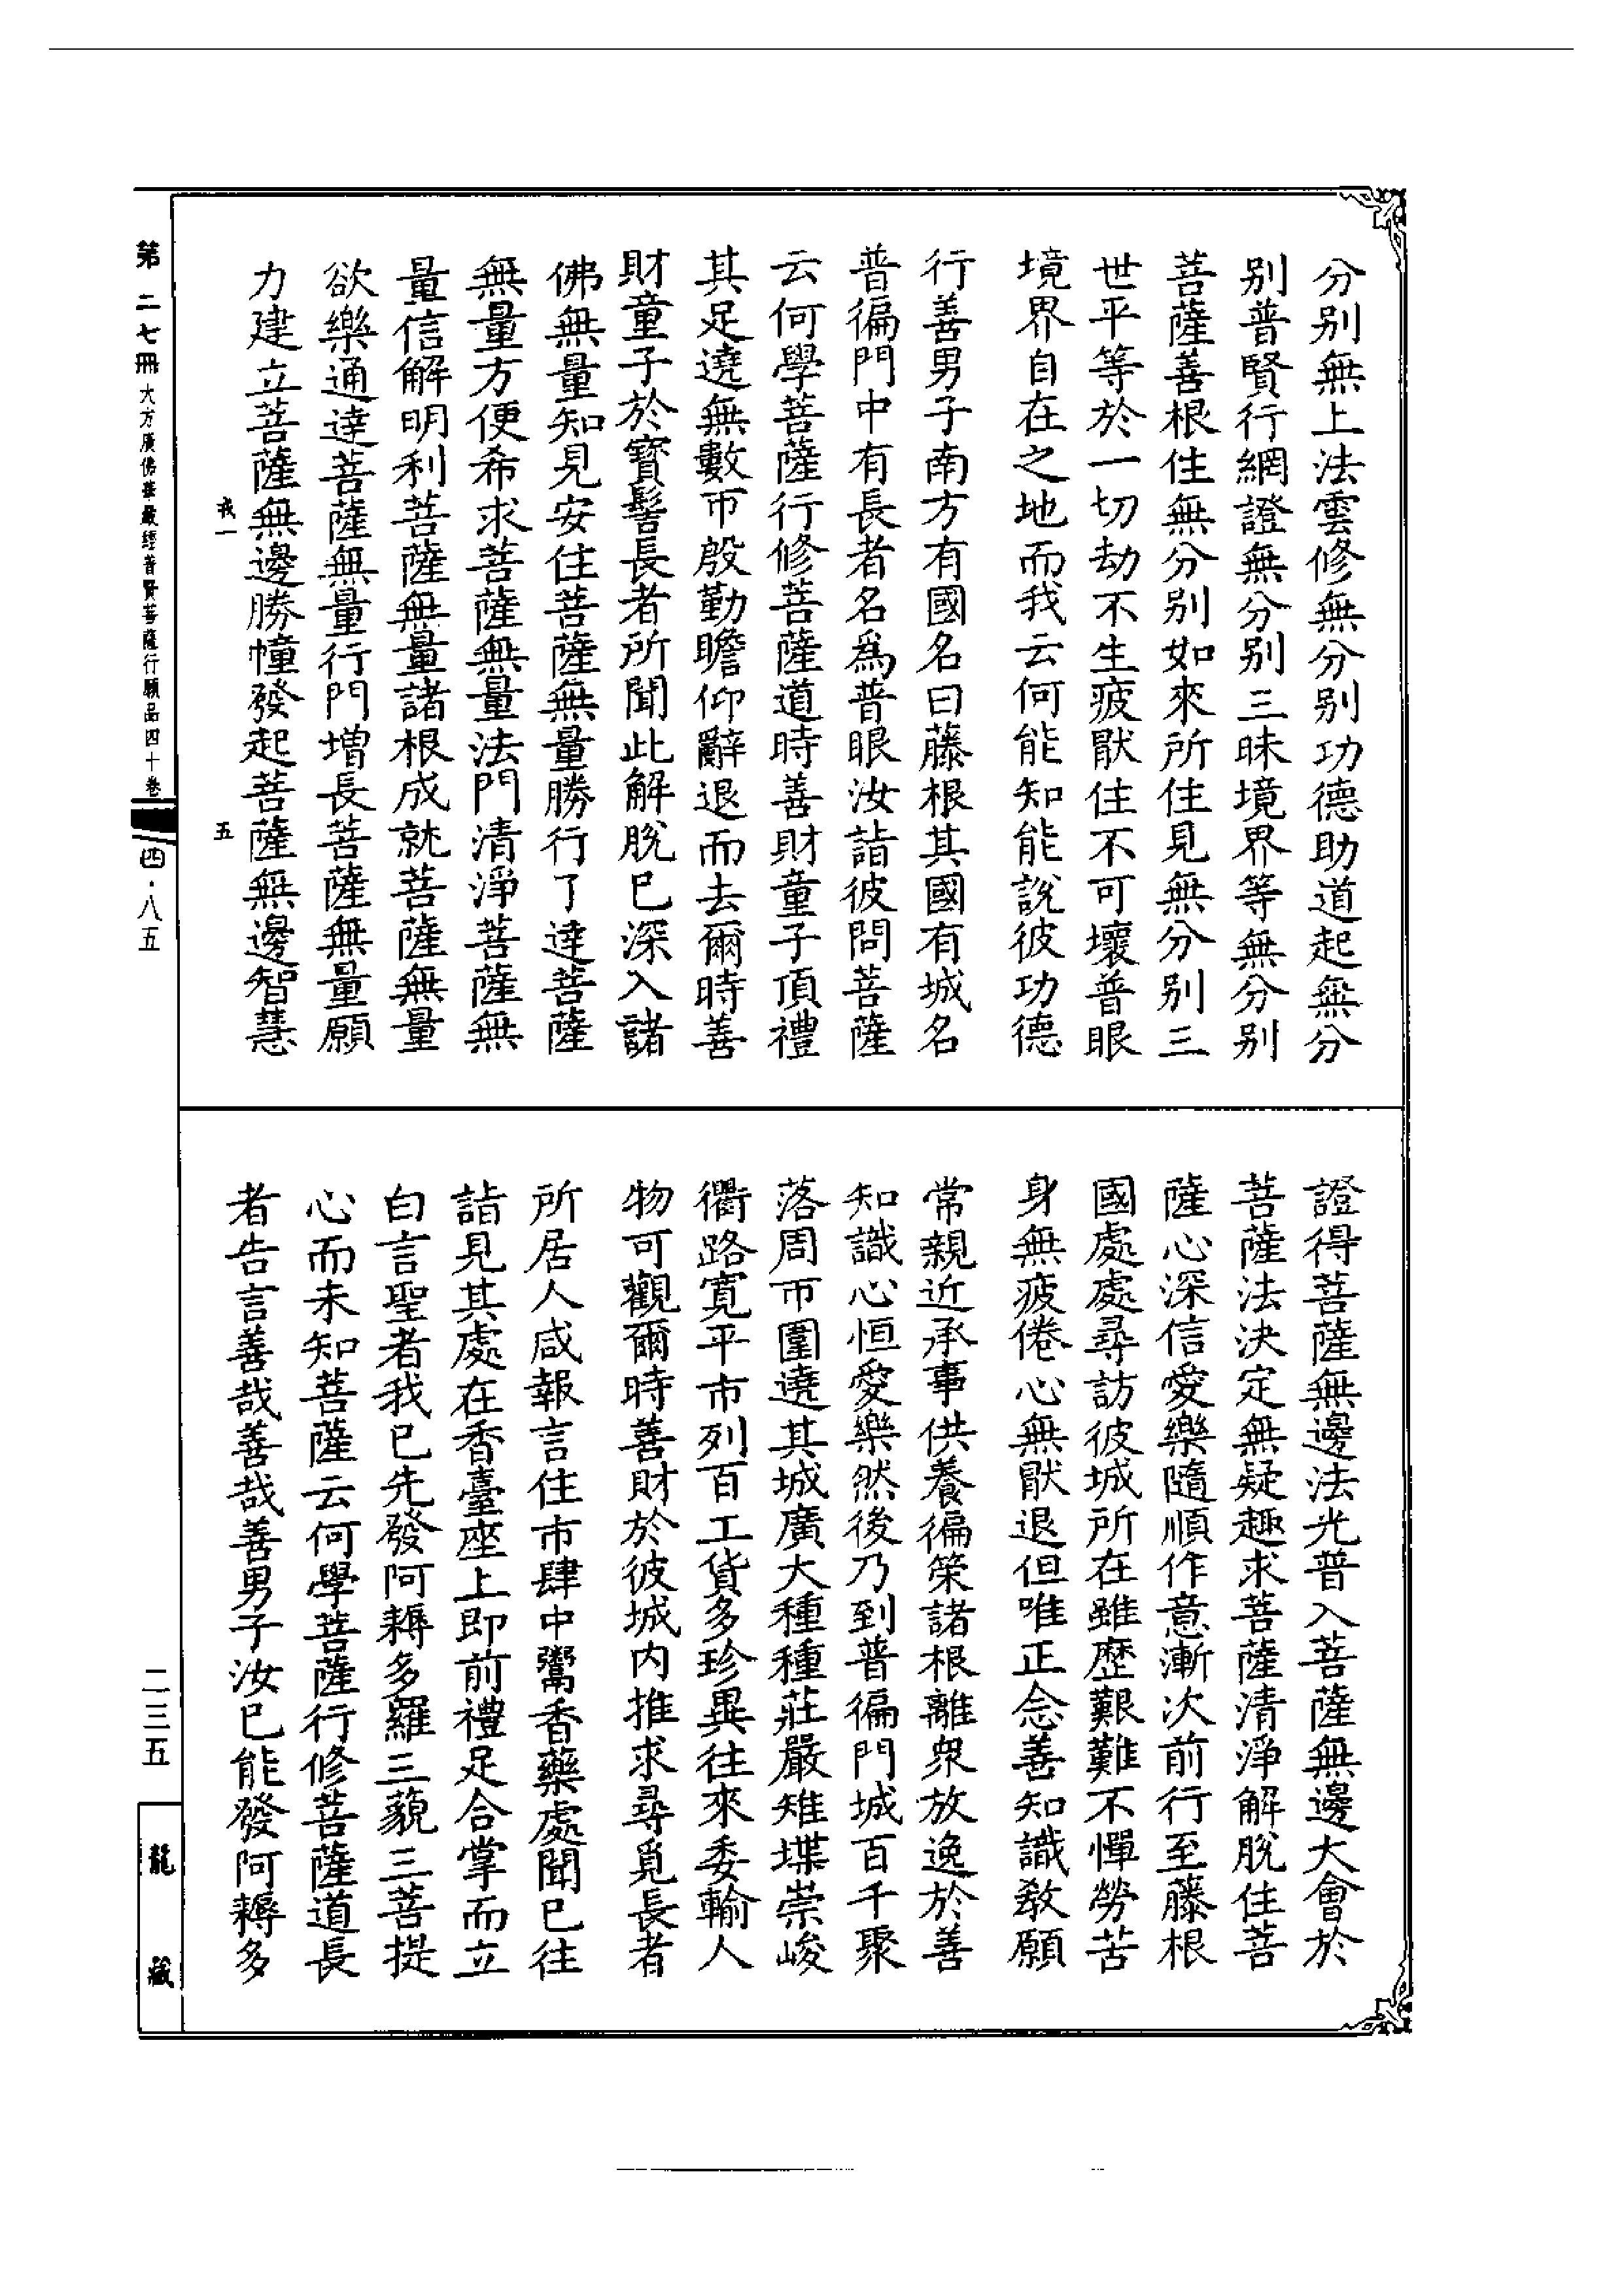 分别無上法雲修無分别功德助道起無分
别普賢行網證無分别三昧境界等無分别
菩薩善根住無分别如來所住見無分别三
世平等於一切劫不生疲猒住不可壞普眼
境界自在之地而我云何能知能說彼功德
行善男子南方有國名曰藤根其國有城名
普徧門中有長者名爲普眼汝詣彼問菩薩
云何學菩薩行修菩薩道時善財童子頂禮
其足遶無數帀殷勤瞻仰辭退而去爾時善
財童子於寶髻長者所聞此解脫已深入諸
佛無量知見安住菩薩無量勝行了達菩薩
無量方便希求菩薩無量法門清淨菩薩無
量信解明利菩薩無量諸根成就菩薩無量
欲樂通達菩薩無量行門增長菩薩無量願
力建立菩薩無邊勝幢發起菩薩無邊智慧
證得菩薩無邊法光普入菩薩無邊大會於
菩薩法決定無疑趣求菩薩清淨解脫住菩
薩心深信愛樂隨順作意漸次前行至藤根
國處處尋訪彼城所在雖歷艱難不憚勞苦
身無疲倦心無猒退但唯正念善知識教願
常親近承事供養徧策諸根離衆放逸於善
知識心恒愛樂然後乃到普徧門城百千聚
落周帀圍遶其城廣大種種莊嚴雉堞崇峻
衢路寬平市列百工貨多珍異往來委輸人
物可觀爾時善財於彼城内推求尋覓長者
所居人咸報言住市肆中鬻香藥處聞已往
詣見其處在香臺座上即前禮足合掌而立
白言聖者我已先發阿耨多羅三藐三菩提
心而未知菩薩云何學菩薩行修菩薩道長
者告言善哉善哉善男子汝已能發阿耨多
我一
五
第二七冊 大方廣佛華嚴經普賢菩薩行願品四十卷
四·八五
二三五
龍藏